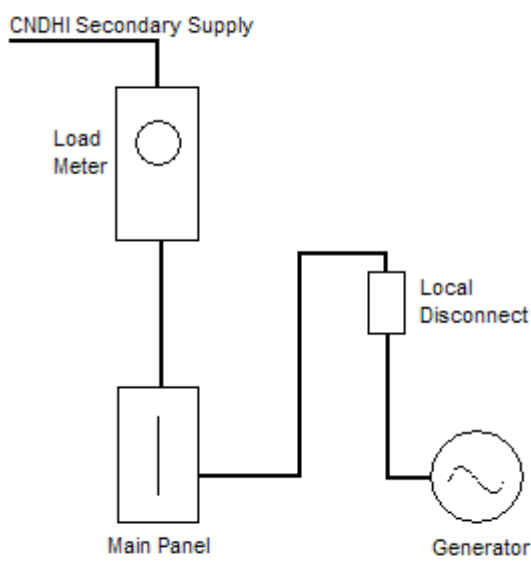 CNDHI Secondary Supply
Load
Meter
Local
Disconnect
Main Panel
Generator